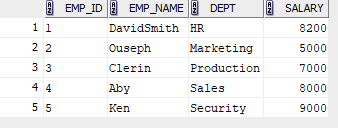 EMP_ID EMP_NAME DEPT SALARY
1 1 DavidSmith HR 8200
2 2 Ouseph Marketing 5000
3 3 Clerin Production 7000
4 4 Aby Sales 8000
5 5 Ken Security 9000